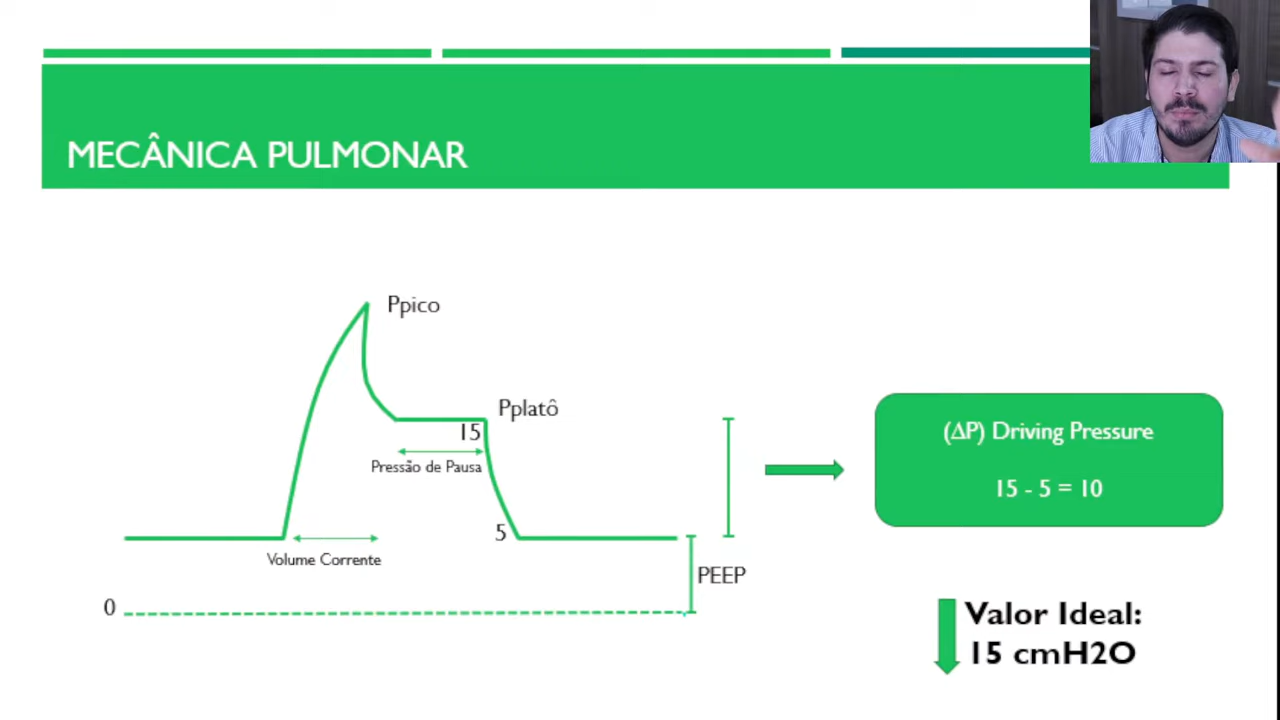 MECÂNICA PULMONAR
Ppico
Pplatô
15
Pressão de Pausa
5
Volume Corrente
PEEP
0
(ΔP) Driving Pressure
15 - 5 = 10
Valor Ideal:
15 cmH2O